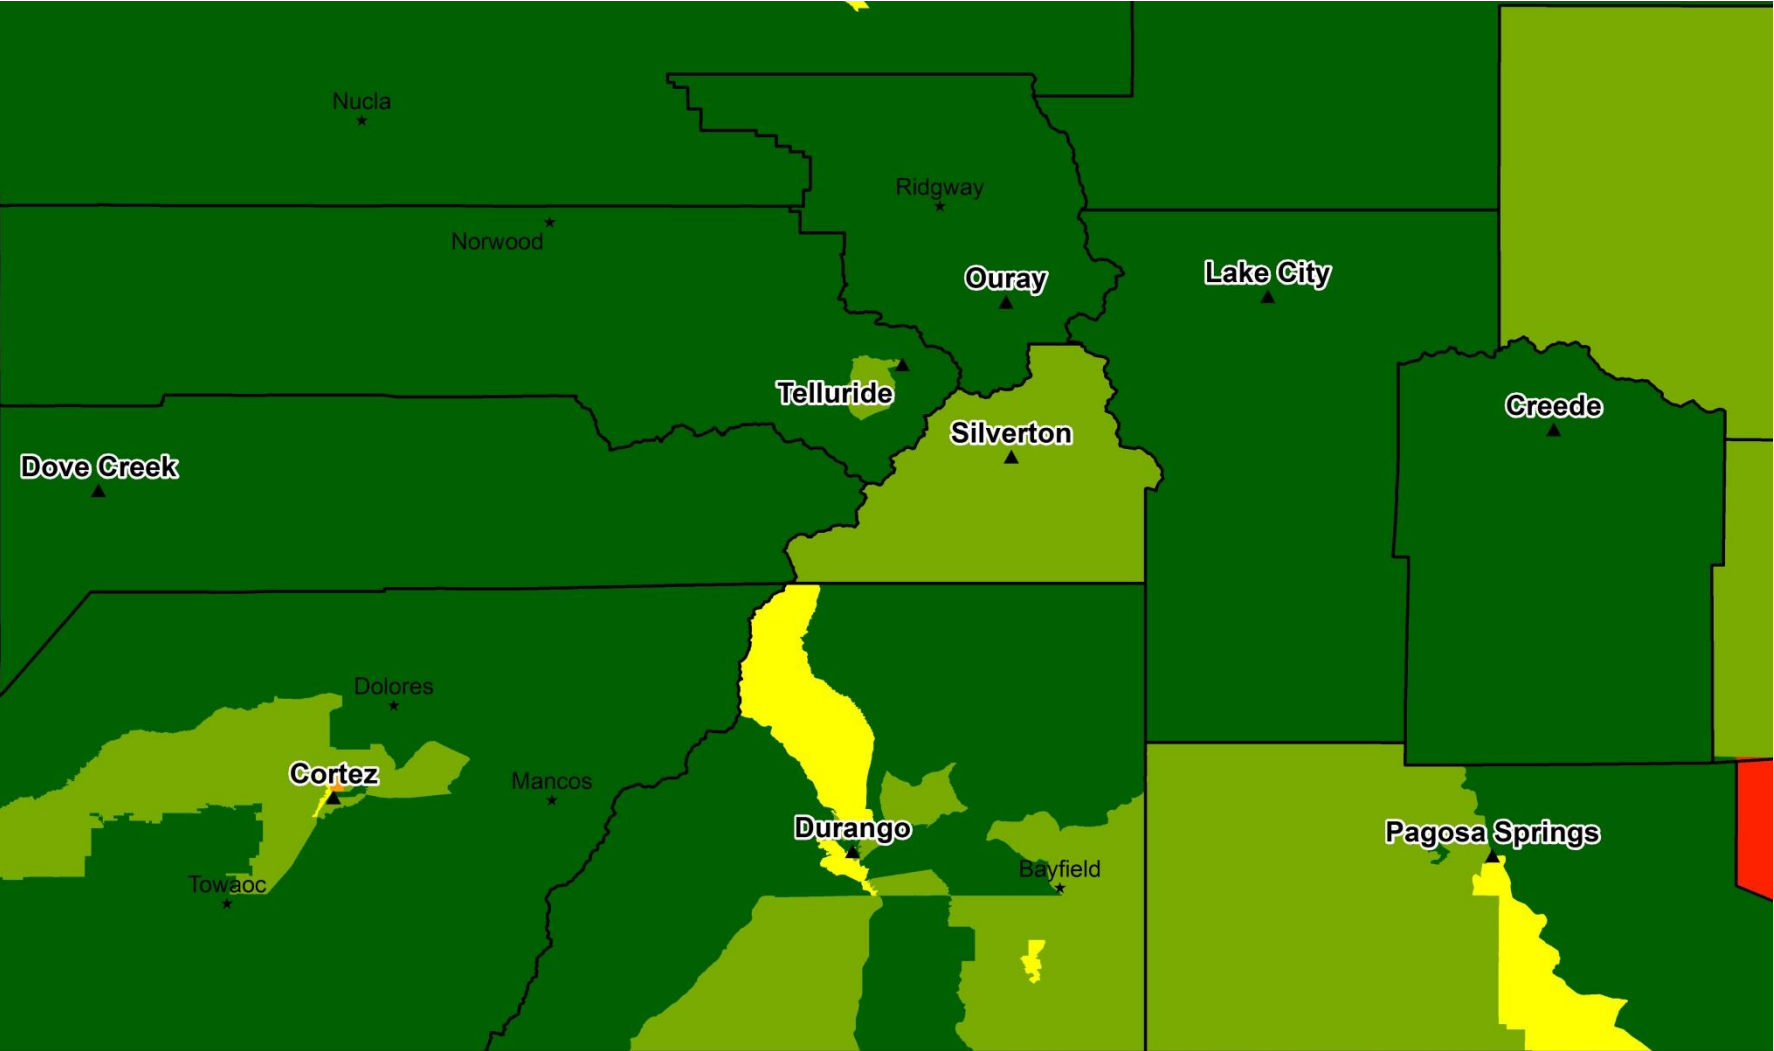 Nucla
Ridgway
Norwood
Ouray
Lake City
Telluride
Creede
Silverton
Dove Creek
Dolores
Cortez
Mancos
Durango
Pagosa Springs
Bayfield
Towaoc